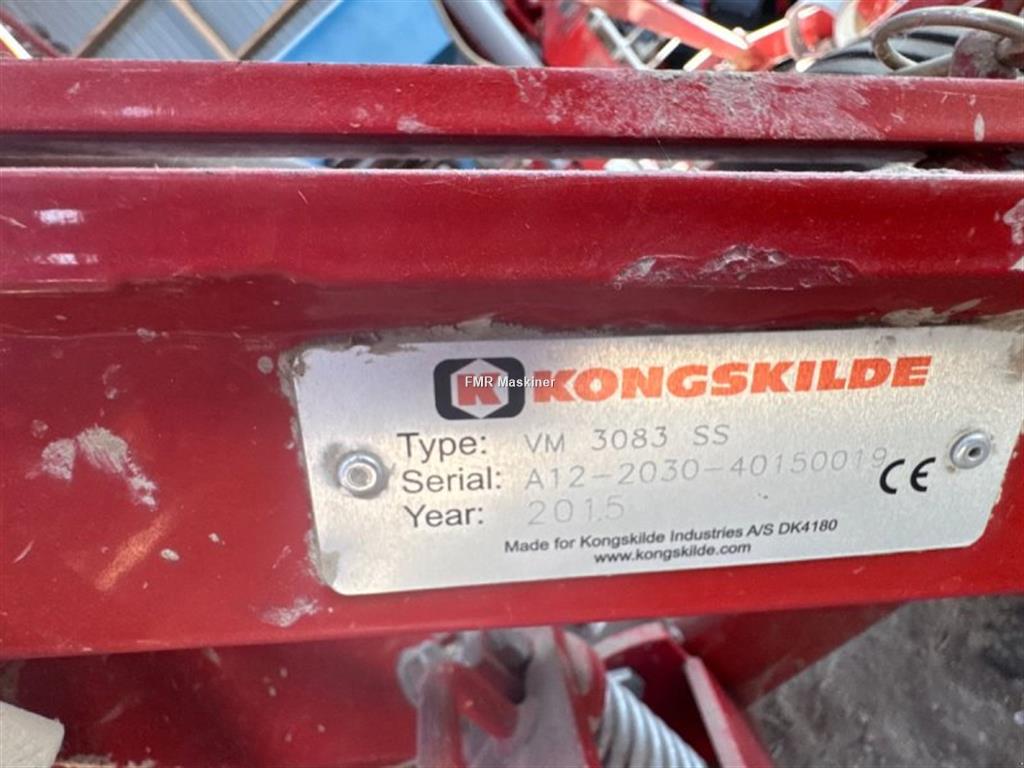 K KONGSKILDE
FMR Maskiner
Type: VM 3083 SS
Serial: A12-2030-40150019
CE
Year: 2015
Made for Kongskilde Industries A/S DK4180
www.kongskilde.com